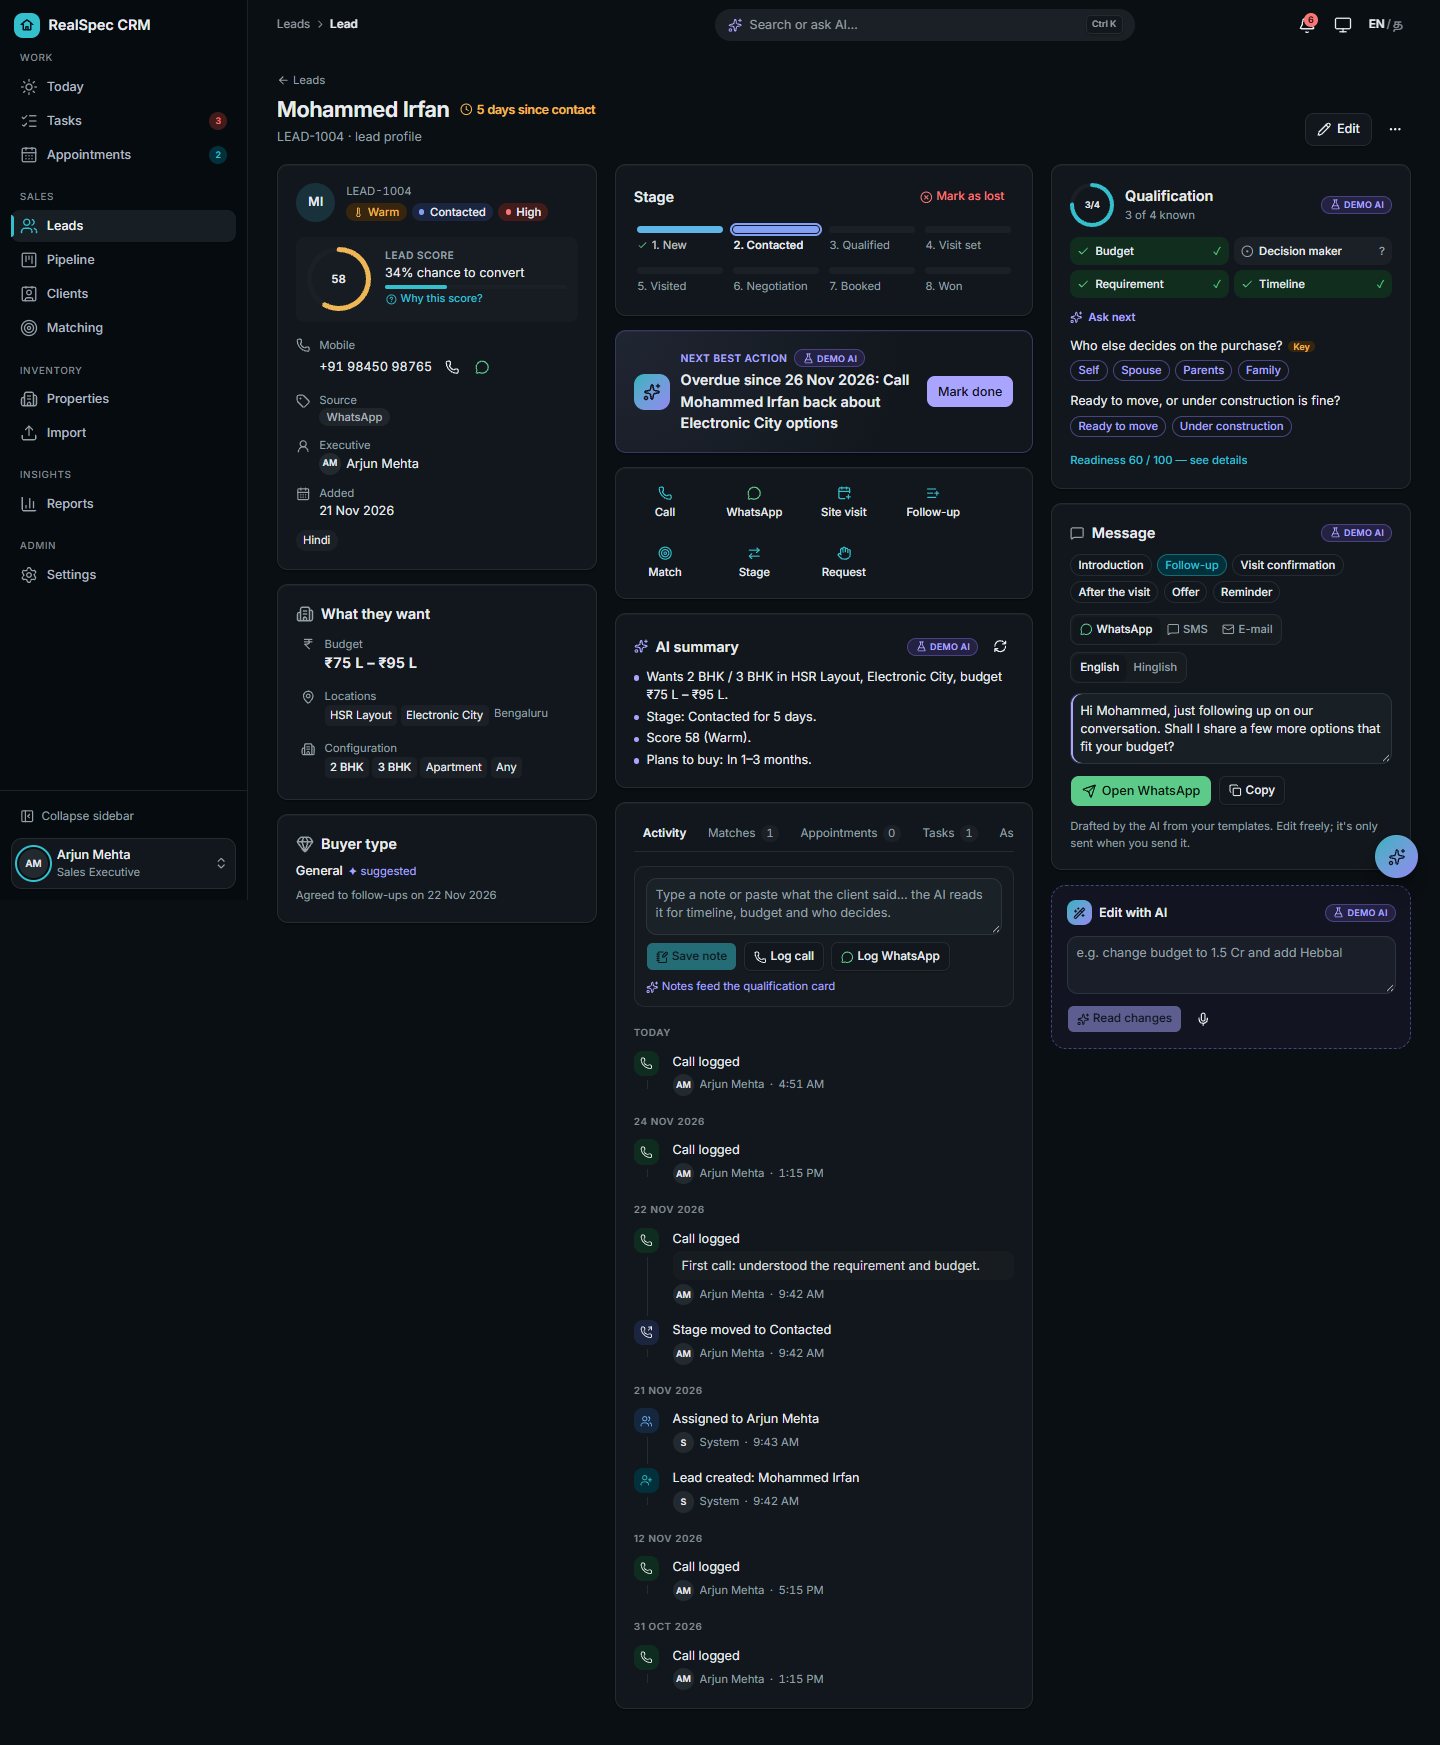 RealSpec CRM
WORK
Today
Tasks 3
Appointments 2
SALES
Leads
Pipeline
Clients
Matching
INVENTORY
Properties
Import
INSIGHTS
Reports
ADMIN
Settings
Collapse sidebar
AM
Arjun Mehta
Sales Executive
Leads > Lead
Search or ask AI... Ctrl K
6
EN / த
← Leads
Mohammed Irfan 5 days since contact
LEAD-1004 · lead profile
Edit
MI
LEAD-1004
Warm Contacted High
58
LEAD SCORE
34% chance to convert
Why this score?
Mobile
+91 98450 98765
Source
WhatsApp
Executive
AM Arjun Mehta
Added
21 Nov 2026
Hindi
What they want
₹ Budget
₹75 L – ₹95 L
Locations
HSR Layout Electronic City Bengaluru
Configuration
2 BHK 3 BHK Apartment Any
Buyer type
General ✦ suggested
Agreed to follow-ups on 22 Nov 2026
Stage
Mark as lost
✓ 1. New 2. Contacted 3. Qualified 4. Visit set
5. Visited 6. Negotiation 7. Booked 8. Won
NEXT BEST ACTION DEMO AI
Overdue since 26 Nov 2026: Call
Mohammed Irfan back about
Electronic City options
Mark done
Call WhatsApp Site visit Follow-up
Match Stage Request
AI summary DEMO AI
Wants 2 BHK / 3 BHK in HSR Layout, Electronic City, budget
₹75 L – ₹95 L.
Stage: Contacted for 5 days.
Score 58 (Warm).
Plans to buy: In 1–3 months.
Activity Matches 1 Appointments 0 Tasks 1 As
Type a note or paste what the client said... the AI reads
it for timeline, budget and who decides.
Save note Log call Log WhatsApp
Notes feed the qualification card
TODAY
Call logged
AM Arjun Mehta · 4:51 AM
24 NOV 2026
Call logged
AM Arjun Mehta · 1:15 PM
22 NOV 2026
Call logged
First call: understood the requirement and budget.
AM Arjun Mehta · 9:42 AM
Stage moved to Contacted
AM Arjun Mehta · 9:42 AM
21 NOV 2026
Assigned to Arjun Mehta
S System · 9:43 AM
Lead created: Mohammed Irfan
S System · 9:42 AM
12 NOV 2026
Call logged
AM Arjun Mehta · 5:15 PM
31 OCT 2026
Call logged
AM Arjun Mehta · 1:15 PM
3/4
Qualification
3 of 4 known
DEMO AI
✓ Budget ✓
Decision maker ?
✓ Requirement ✓
✓ Timeline ✓
Ask next
Who else decides on the purchase? Key
Self Spouse Parents Family
Ready to move, or under construction is fine?
Ready to move Under construction
Readiness 60 / 100 — see details
Message DEMO AI
Introduction Follow-up Visit confirmation
After the visit Offer Reminder
WhatsApp SMS E-mail
English Hinglish
Hi Mohammed, just following up on our
conversation. Shall I share a few more options that
fit your budget?
Open WhatsApp Copy
Drafted by the AI from your templates. Edit freely; it's only
sent when you send it.
Edit with AI DEMO AI
e.g. change budget to 1.5 Cr and add Hebbal
Read changes